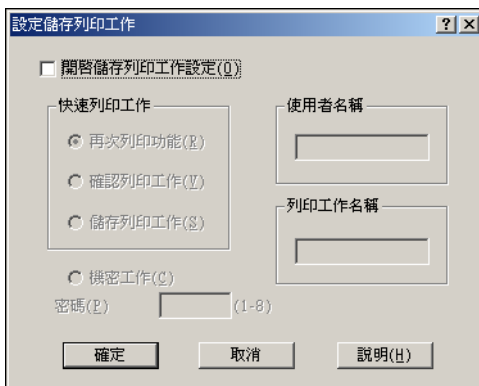 設定儲存列印工作
開啓儲存列印工作設定(O)
快速列印工作
再次列印功能(R)
確認列印工作(V)
儲存列印工作(S)
機密工作(C)
密碼(P)
(1-8)
使用者名稱
列印工作名稱
確定
取消
說明(H)